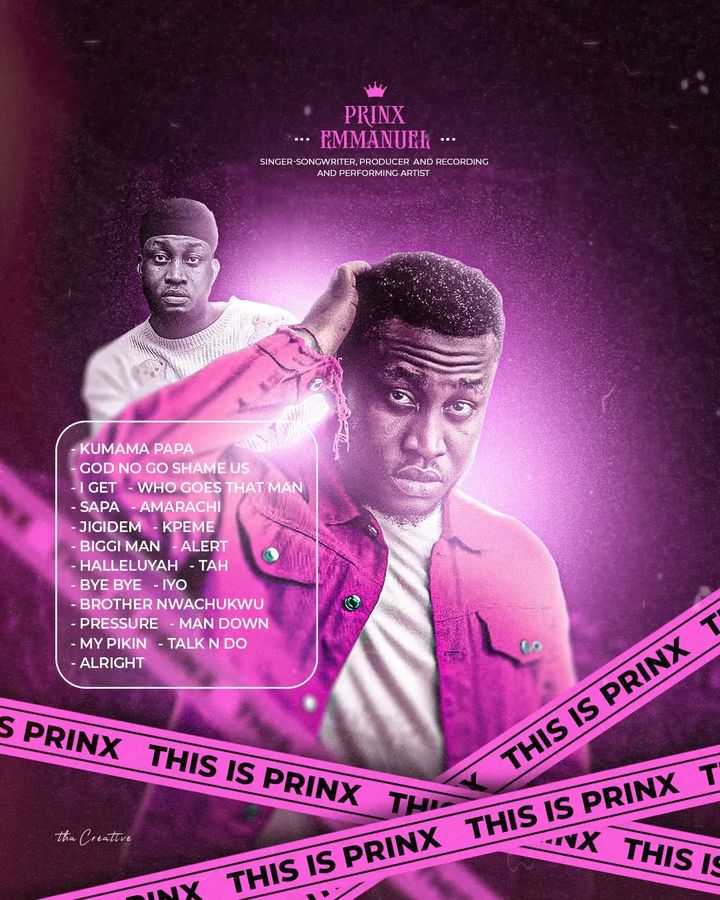 PRINX
EMMANUEL
SINGER-SONGWRITER, PRODUCER AND RECORDING
AND PERFORMING ARTIST
- KUMAMA PAPA
- GOD NO GO SHAME US
- I GET - WHO GOES THAT MAN
- SAPA - AMARACHI
- JIGIDEM - KPEME
- BIGGI MAN - ALERT
- HALLELUYAH - TAH
- BYE BYE - IYO
- BROTHER NWACHUKWU
- PRESSURE - MAN DOWN
- MY PIKIN - TALK N DO
- ALRIGHT
THIS IS PRINX T
S PRINX THIS IS PRINX THIS INX THIS IS
THIS IS PRINX THIS IS PRINX T
INX
tha Creative